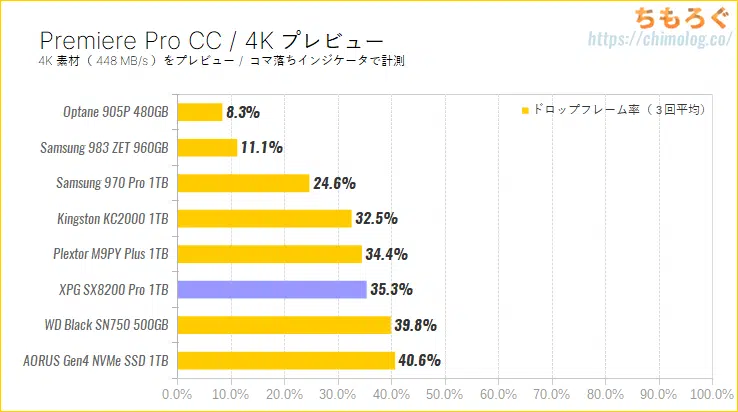 ちもろぐ
https://chimolog.co/
Premiere Pro CC / 4K プレビュー
4K 素材（ 448 MB/s ）をプレビュー / コマ落ちインジケータで計測
ドロップフレーム率（ 3 回平均）
Optane 905P 480GB 8.3%
Samsung 983 ZET 960GB 11.1%
Samsung 970 Pro 1TB 24.6%
Kingston KC2000 1TB 32.5%
Plextor M9PY Plus 1TB 34.4%
XPG SX8200 Pro 1TB 35.3%
WD Black SN750 500GB 39.8%
AORUS Gen4 NVMe SSD 1TB 40.6%
0.0% 10.0% 20.0% 30.0% 40.0% 50.0% 60.0% 70.0% 80.0% 90.0% 100.0%